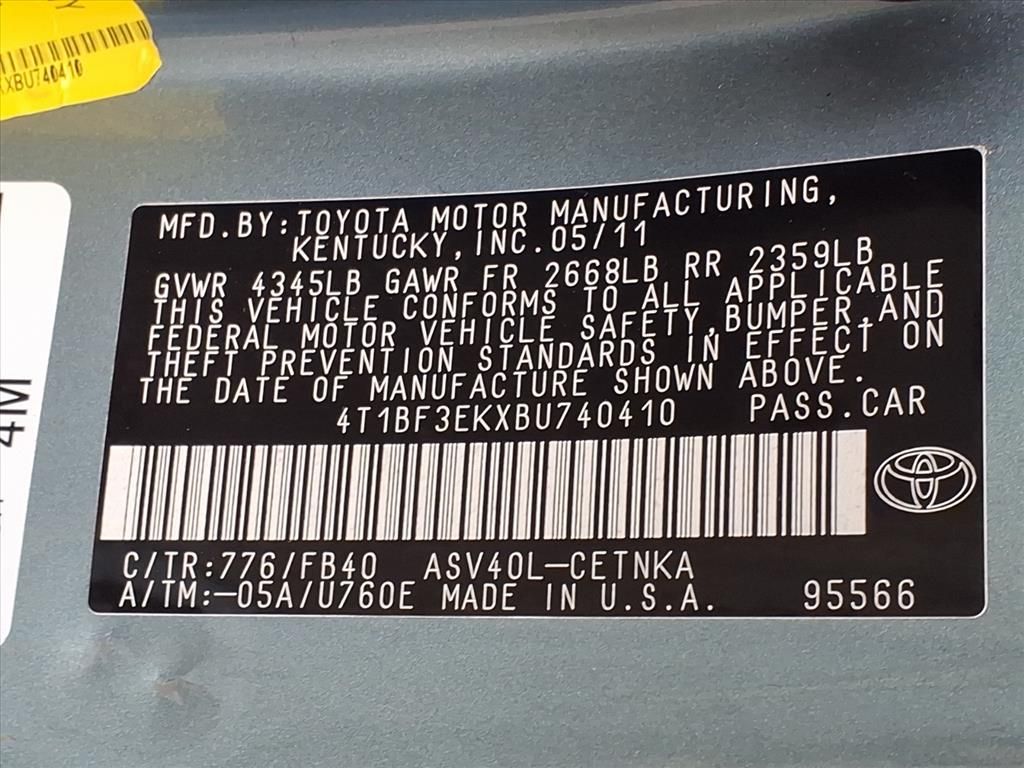 XBU740410
4M
MFD.BY:TOYOTA MOTOR MANUFACTURING,
KENTUCKY,INC.05/11
GVWR 4345LB GAWR FR 2668LB RR 2359LB
THIS VEHICLE CONFORMS TO ALL APPLICABLE
FEDERAL MOTOR VEHICLE SAFETY,BUMPER,AND
THEFT PREVENTION STANDARDS IN EFFECT ON
THE DATE OF MANUFACTURE SHOWN ABOVE.
4T1BF3EKXBU740410 PASS.CAR
C/TR:776/FB40 ASV40L-CETNKA
A/TM:-05A/U760E MADE IN U.S.A. 95566